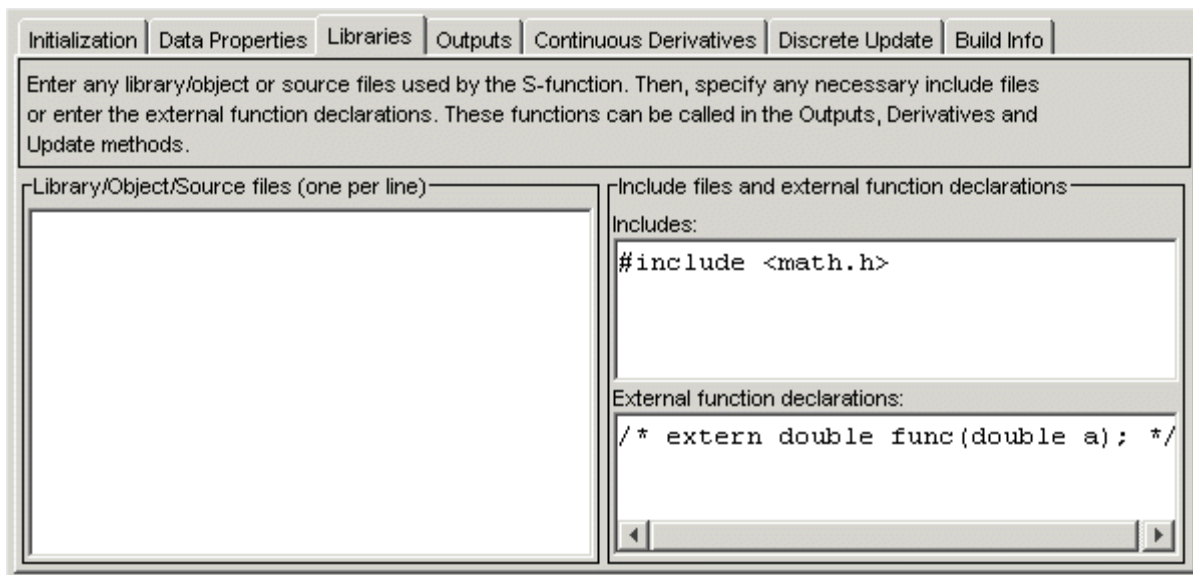 Initialization Data Properties Libraries Outputs Continuous Derivatives Discrete Update Build Info
Enter any library/object or source files used by the S-function. Then, specify any necessary include files
or enter the external function declarations. These functions can be called in the Outputs, Derivatives and
Update methods.
Library/Object/Source files (one per line)
Include files and external function declarations
Includes:
#include <math.h>
External function declarations:
/* extern double func(double a); */